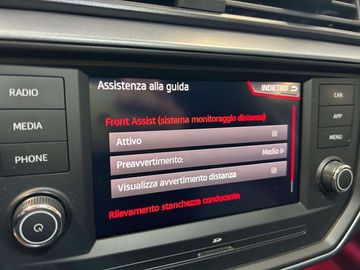 Assistenza alla guida
INDIETRO
RADIO
MEDIA
PHONE
CAR
APP
MENU
Front Assist (sistema monitoraggio distanza)
Attivo
Preavvertimento: Medio
Visualizza avvertimento distanza
Rilevamento stanchezza conducente
SD